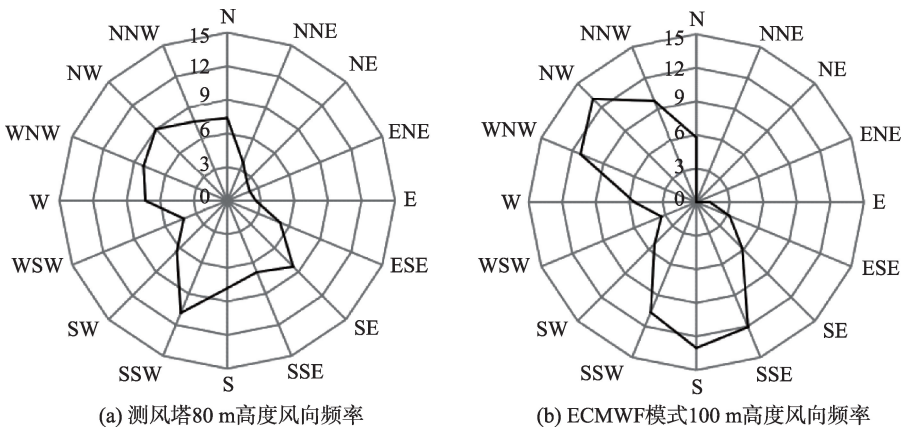 N
NNE
NE
ENE
E
ESE
SE
SSE
S
SSW
SW
WSW
W
WNW
NW
NNW
15
12
9
6
3
0
(a) 测风塔80 m高度风向频率
N
NNE
NE
ENE
E
ESE
SE
SSE
S
SSW
SW
WSW
W
WNW
NW
NNW
15
12
9
6
3
0
(b) ECMWF模式100 m高度风向频率